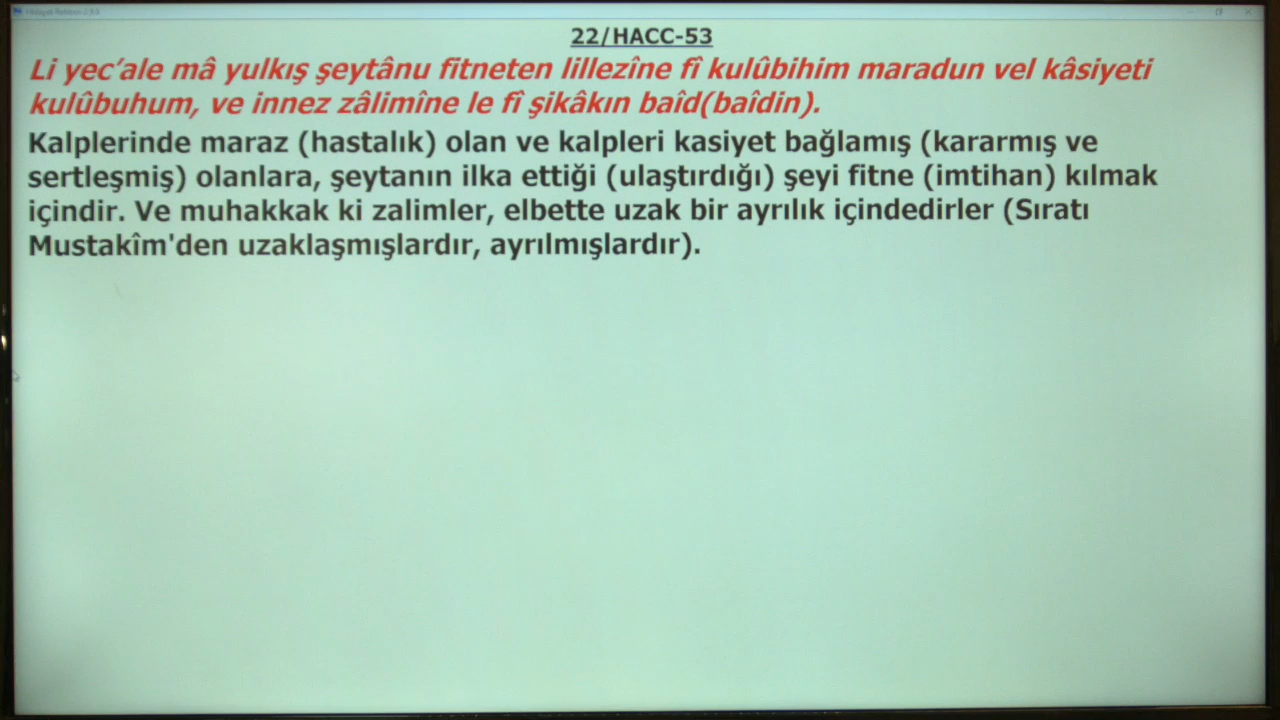 22/HACC-53
Li yec'ale mâ yulkış şeytânu fitneten lillezîne fî kulûbihim maradun vel kâsiyeti
kulûbuhum, ve innez zâlimîne le fî şikâkın baîd(baîdin).
Kalplerinde maraz (hastalık) olan ve kalpleri kasiyet bağlamış (kararmış ve
sertleşmiş) olanlara, şeytanın ilka ettiği (ulaştırdığı) şeyi fitne (imtihan) kılmak
içindir. Ve muhakkak ki zalimler, elbette uzak bir ayrılık içindedirler (Sıratı
Mustakîm'den uzaklaşmışlardır, ayrılmışlardır).